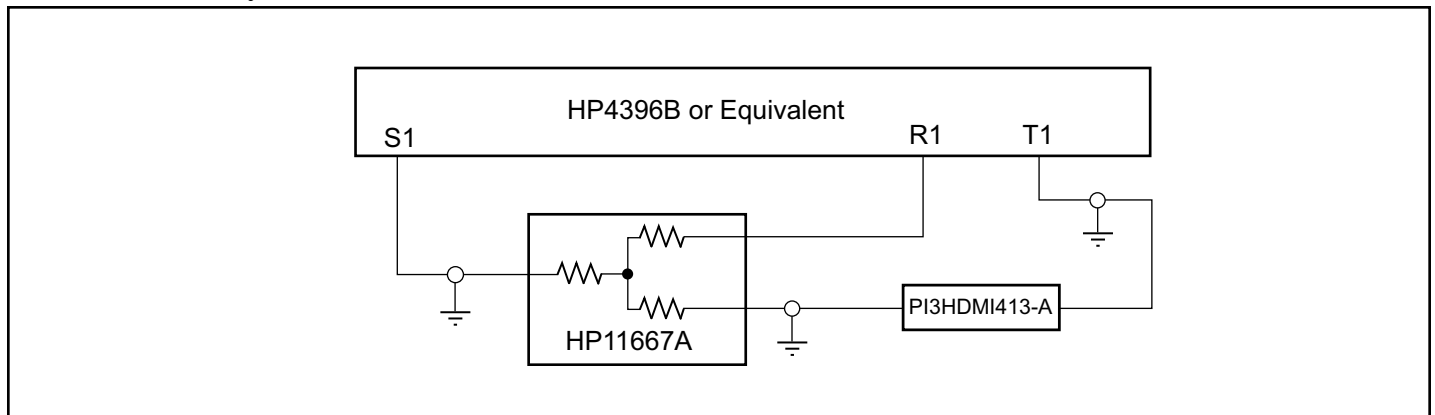 HP4396B or Equivalent
S1
R1
T1
PI3HDMI413-A
HP11667A